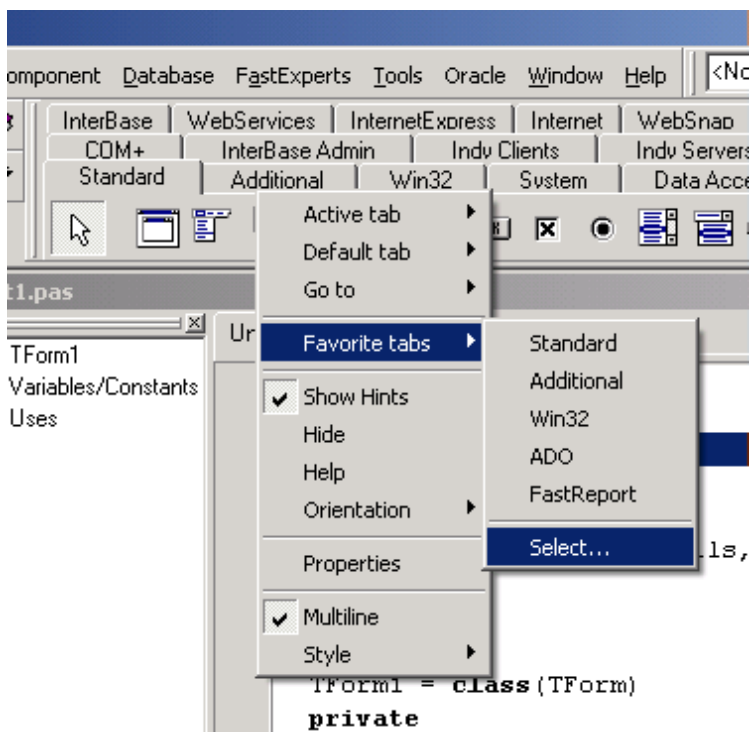 omponent Database FastExperts Tools Oracle Window Help <No
InterBase WebServices InternetExpress Internet WebSnap
COM+ InterBase Admin Indy Clients Indy Servers
Standard Additional Win32 System Data Acce
t1.pas
TForm1
Variables/Constants
Uses
Ur
Active tab
Default tab
Go to
Favorite tabs
Show Hints
Hide
Help
Orientation
Properties
Multiline
Style
Standard
Additional
Win32
ADO
FastReport
Select...
ls,
TForm1 = class(TForm)
private